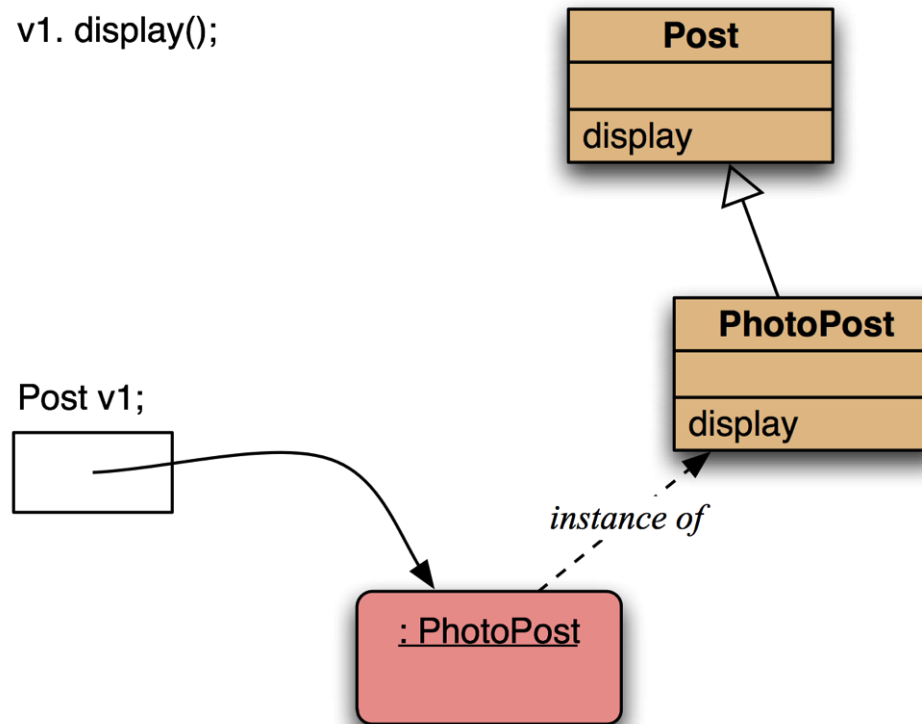 v1. display();
Post
display
PhotoPost
display
Post v1;
instance of
: PhotoPost